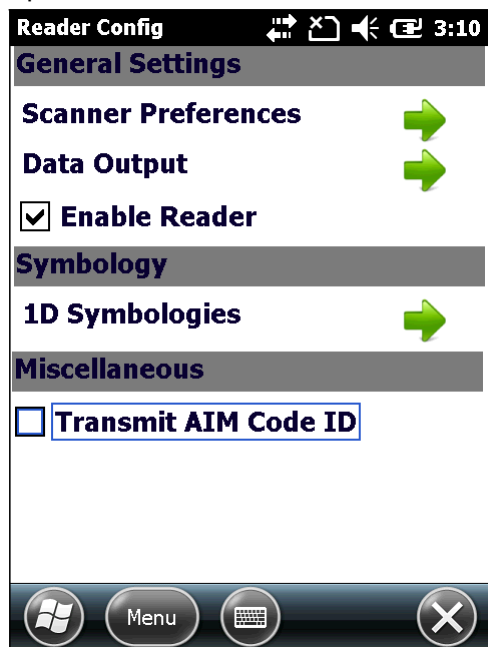 Reader Config 3:10
General Settings
Scanner Preferences
Data Output
Enable Reader
Symbology
1D Symbologies
Miscellaneous
Transmit AIM Code ID
Menu